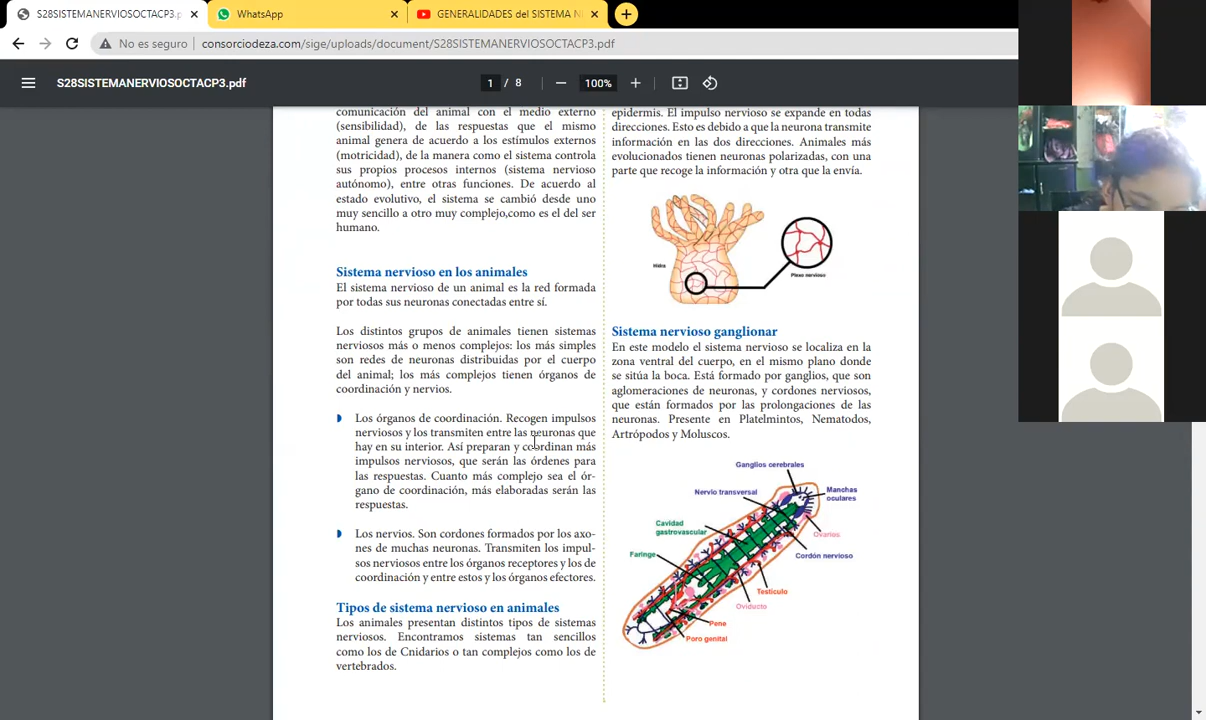 S28SISTEMANERVIOSOCTACP3.p
WhatsApp
GENERALIDADES del SISTEMA N
No es seguro
consorciodeza.com/sige/uploads/document/S28SISTEMANERVIOSOCTACP3.pdf
S28SISTEMANERVIOSOCTACP3.pdf
1 / 8
100%
comunicación del animal con el medio externo
(sensibilidad), de las respuestas que el mismo
animal genera de acuerdo a los estímulos externos
(motricidad), de la manera como el sistema controla
sus propios procesos internos (sistema nervioso
autónomo), entre otras funciones. De acuerdo al
estado evolutivo, el sistema se cambió desde uno
muy sencillo a otro muy complejo,como es el del ser
humano.
Sistema nervioso en los animales
El sistema nervioso de un animal es la red formada
por todas sus neuronas conectadas entre sí.
Los distintos grupos de animales tienen sistemas
nerviosos más o menos complejos: los más simples
son redes de neuronas distribuidas por el cuerpo
del animal; los más complejos tienen órganos de
coordinación y nervios.
Los órganos de coordinación. Recogen impulsos
nerviosos y los transmiten entre las neuronas que
hay en su interior. Así preparan y coordinan más
impulsos nerviosos, que serán las órdenes para
las respuestas. Cuanto más complejo sea el ór-
gano de coordinación, más elaboradas serán las
respuestas.
Los nervios. Son cordones formados por los axo-
nes de muchas neuronas. Transmiten los impul-
sos nerviosos entre los órganos receptores y los de
coordinación y entre estos y los órganos efectores.
Tipos de sistema nervioso en animales
Los animales presentan distintos tipos de sistemas
nerviosos. Encontramos sistemas tan sencillos
como los de Cnidarios o tan complejos como los de
vertebrados.
epidermis. El impulso nervioso se expande en todas
direcciones. Esto es debido a que la neurona transmite
información en las dos direcciones. Animales más
evolucionados tienen neuronas polarizadas, con una
parte que recoge la información y otra que la envía.
Hidra
Plexo nervioso
Sistema nervioso ganglionar
En este modelo el sistema nervioso se localiza en la
zona ventral del cuerpo, en el mismo plano donde
se sitúa la boca. Está formado por ganglios, que son
aglomeraciones de neuronas, y cordones nerviosos,
que están formados por las prolongaciones de las
neuronas. Presente en Platelmintos, Nematodos,
Artrópodos y Moluscos.
Ganglios cerebrales
Nervio transversal
Manchas
oculares
Cavidad
gastrovascular
Ovarios
Faringe
Cordón nervioso
Testículo
Oviducto
Pene
Poro genital